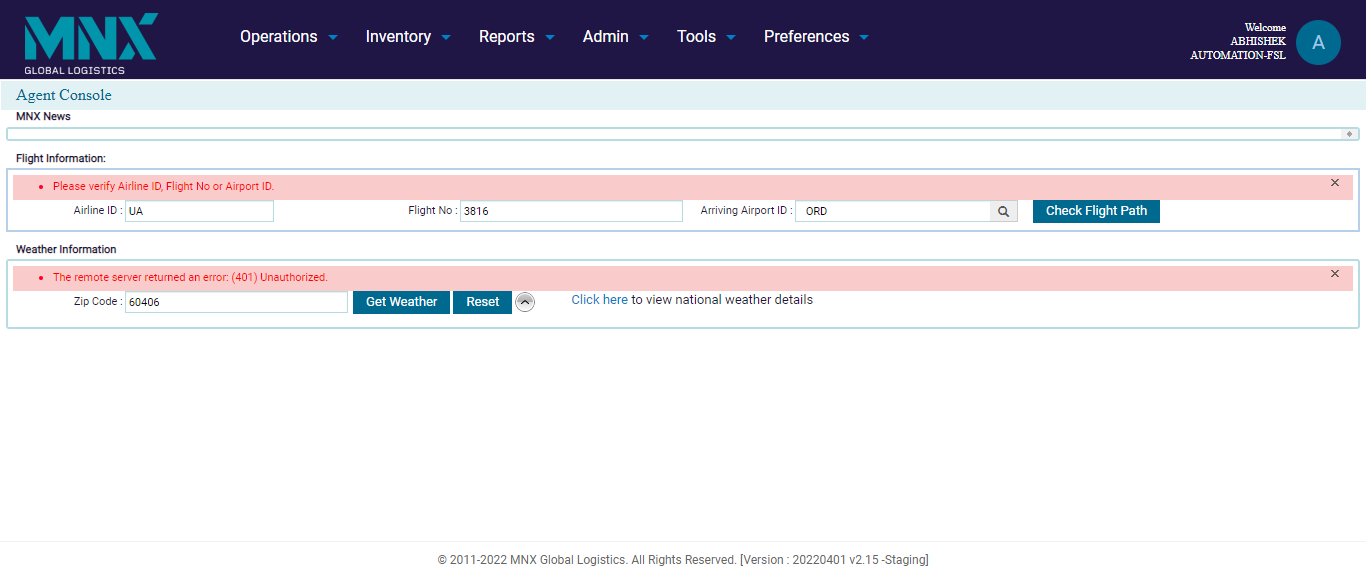 MNX
GLOBAL LOGISTICS
Operations Inventory Reports Admin Tools Preferences
Welcome
ABHISHEK
AUTOMATION-FSL
A
Agent Console
MNX News
Flight Information:
Please verify Airline ID, Flight No or Airport ID.
Airline ID : UA Flight No : 3816 Arriving Airport ID : ORD Check Flight Path
Weather Information
The remote server returned an error: (401) Unauthorized.
Zip Code : 60406 Get Weather Reset Click here to view national weather details
© 2011-2022 MNX Global Logistics. All Rights Reserved. [Version : 20220401 v2.15 -Staging]